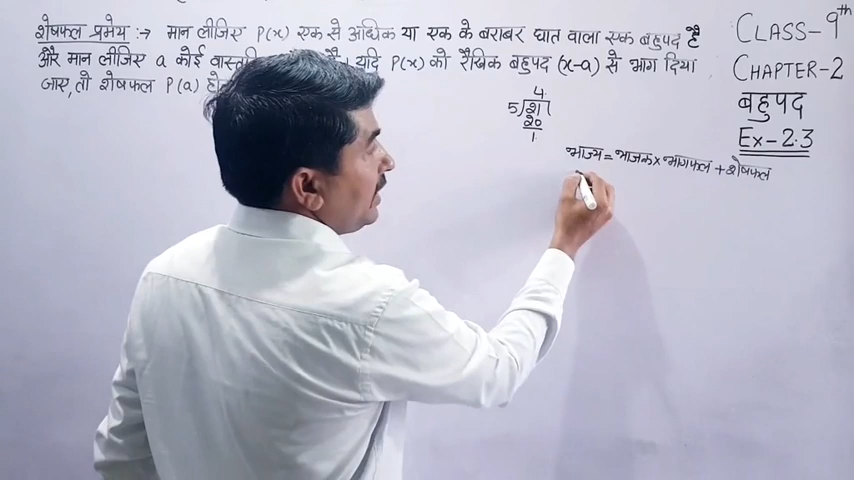 शेषफल प्रमेय :→ मान लीजिए P(x) एक से अधिक या एक के बराबर घात वाला एक बहुपद है
और मान लीजिए a कोई यदि P(x) को रैखिक बहुपद (x-a) से भाग दिया
जाए, तो शेषफल P(a)
4
5)21(
20
1
भाज्य = भाजक x भागफल + शेषफल
CLASS-9th
CHAPTER-2
बहुपद
Ex-2.3